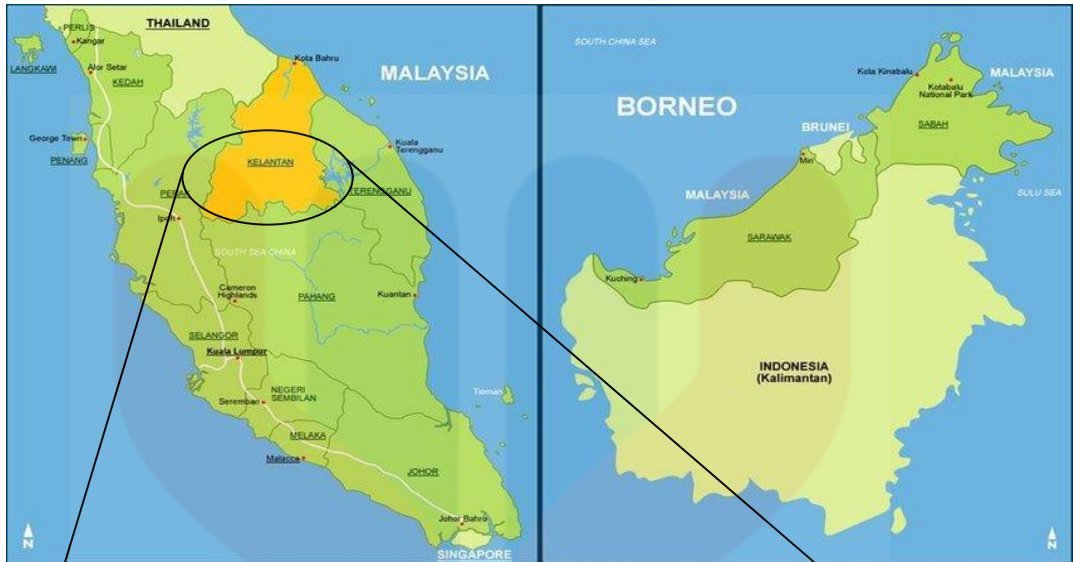 PERLIS
Kangar
THAILAND
LANGKAWI
Alor Setar
KEDAH
Kota Bahru
MALAYSIA
George Town
PENANG
KELANTAN
Kuala
Terengganu
PERAK
TERENGGANU
Ipoh
SOUTH SEA CHINA
Cameron
Highlands
PAHANG
Kuantan
SELANGOR
Kuala Lumpur
NEGERI
SEMBILAN
Seremban
Tioman
MELAKA
Malacca
JOHOR
Johor Bahru
SINGAPORE
N
SOUTH CHINA SEA
Kota Kinabalu
MALAYSIA
Kotabalu
National Park
BORNEO
BRUNEI
SABAH
Miri
MALAYSIA
SULU SEA
SARAWAK
Kuching
INDONESIA
(Kalimantan)
N